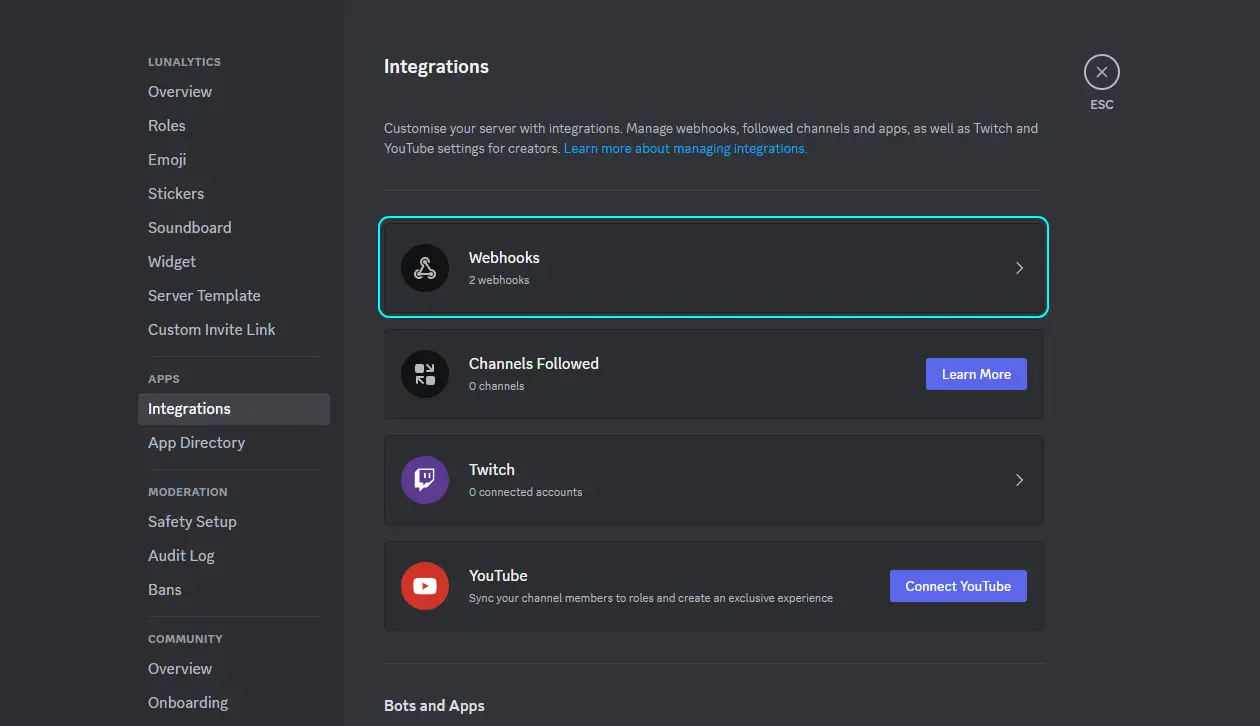 LUNALYTICS
Overview
Roles
Emoji
Stickers
Soundboard
Widget
Server Template
Custom Invite Link
APPS
Integrations
App Directory
MODERATION
Safety Setup
Audit Log
Bans
COMMUNITY
Overview
Onboarding
Integrations
ESC
Customise your server with integrations. Manage webhooks, followed channels and apps, as well as Twitch and
YouTube settings for creators. Learn more about managing integrations.
Webhooks
2 webhooks
Channels Followed
0 channels
Learn More
Twitch
0 connected accounts
YouTube
Sync your channel members to roles and create an exclusive experience
Connect YouTube
Bots and Apps